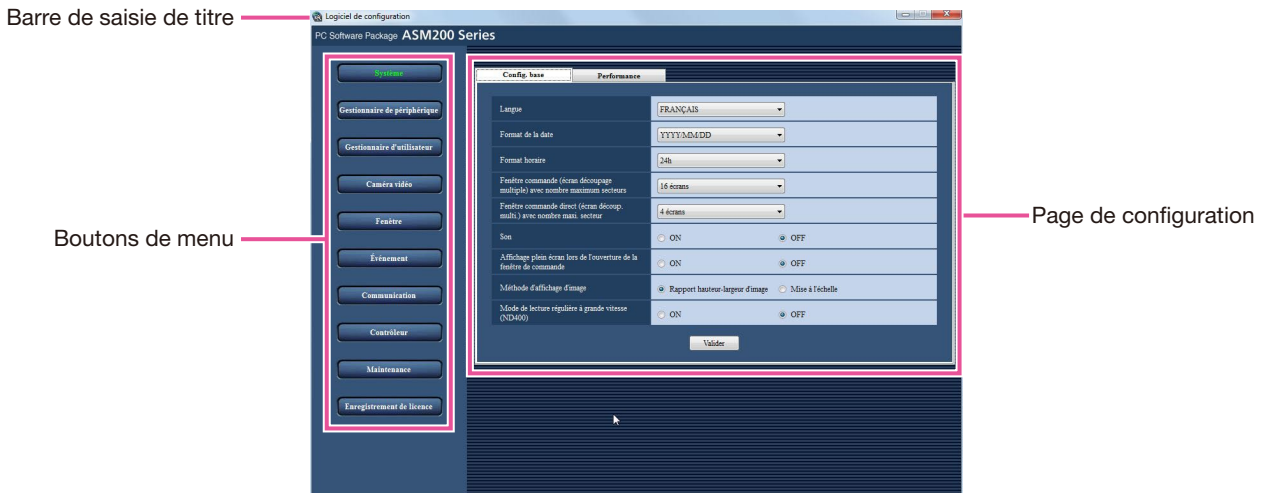 Barre de saisie de titre
Logiciel de configuration
PC Software Package ASM200 Series
Boutons de menu
Système
Gestionnaire de périphérique
Gestionnaire d'utilisateur
Caméra vidéo
Fenêtre
Événement
Communication
Contrôleur
Maintenance
Enregistrement de licence
Config. base
Performance
Langue
FRANÇAIS
Format de la date
YYYY/MM/DD
Format horaire
24h
Fenêtre commande (écran découpage
multiple) avec nombre maximum secteurs
16 écrans
Fenêtre commande direct (écran découp.
multi.) avec nombre maxi. secteur
4 écrans
Son
ON
OFF
Affichage plein écran lors de l'ouverture de la
fenêtre de commande
ON
OFF
Méthode d'affichage d'image
Rapport hauteur-largeur d'image
Mise à l'échelle
Mode de lecture régulière à grande vitesse
(ND400)
ON
OFF
Valider
Page de configuration